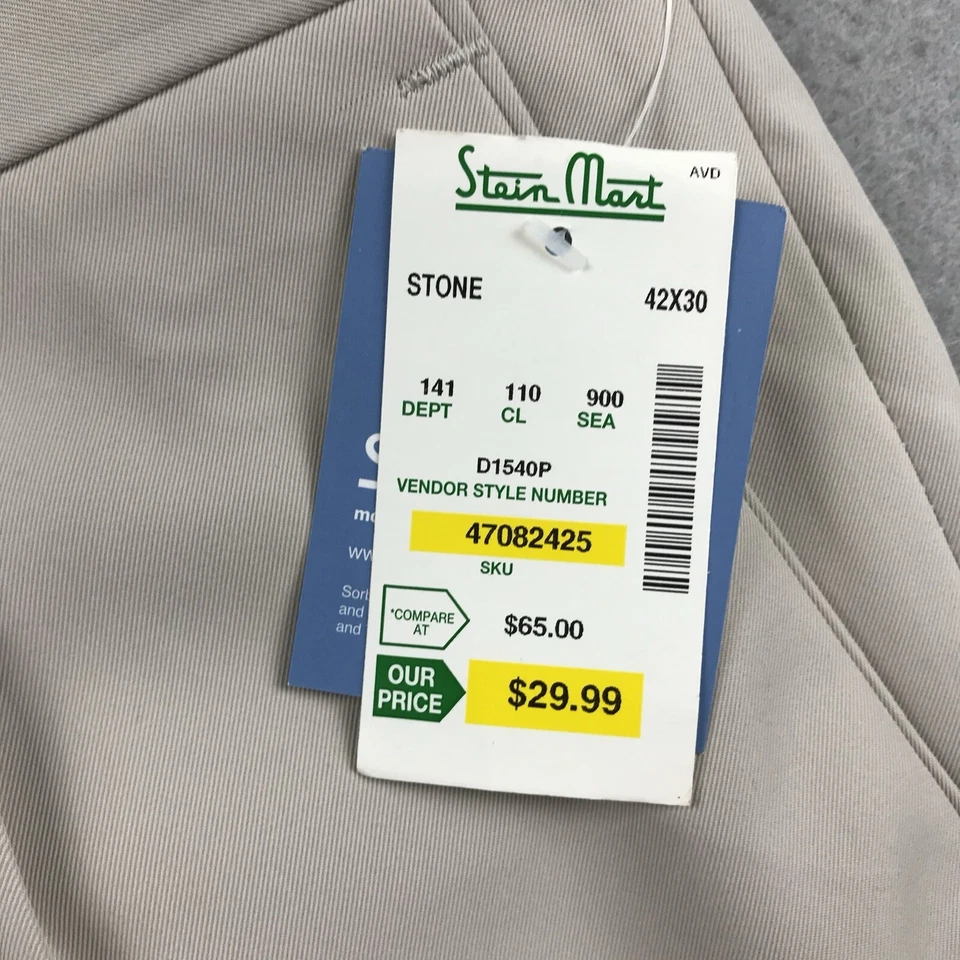 Stein Mart
AVD
STONE 42X30
141 110 900
DEPT CL SEA
D1540P
VENDOR STYLE NUMBER
47082425
SKU
*COMPARE
AT
$65.00
OUR
PRICE
$29.99
and
and